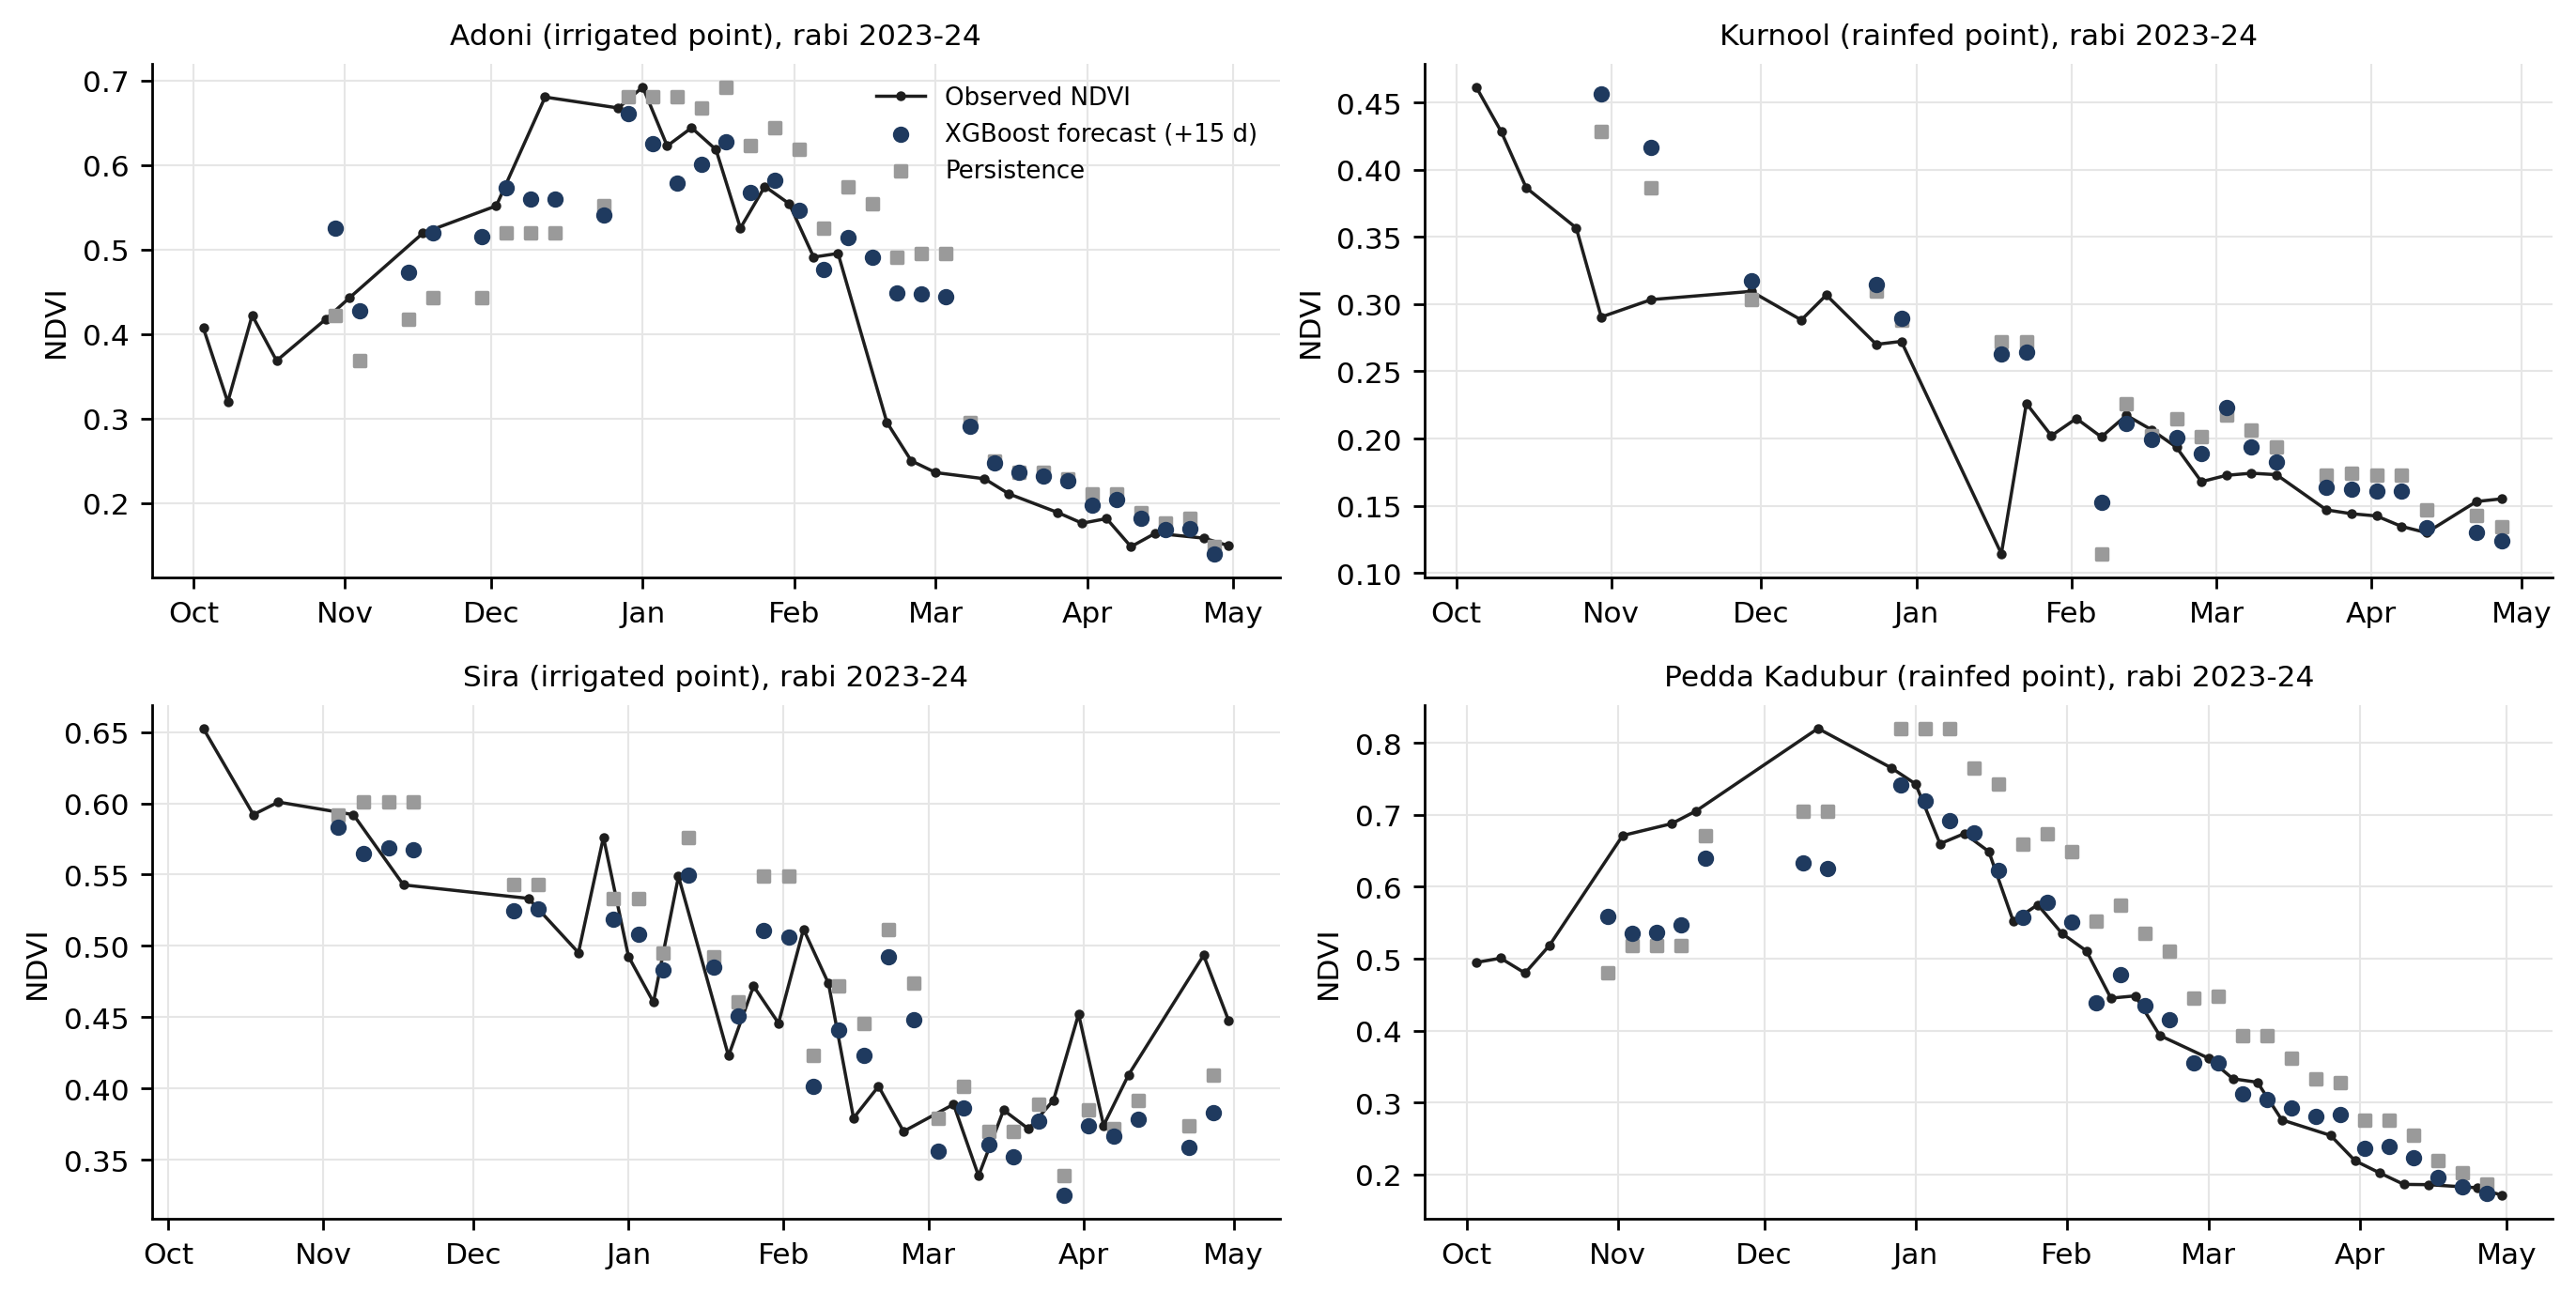 Adoni (irrigated point), rabi 2023-24
NDVI
0.7
0.6
0.5
0.4
0.3
0.2
Oct Nov Dec Jan Feb Mar Apr May
Observed NDVI
XGBoost forecast (+15 d)
Persistence
Kurnool (rainfed point), rabi 2023-24
NDVI
0.45
0.40
0.35
0.30
0.25
0.20
0.15
0.10
Oct Nov Dec Jan Feb Mar Apr May
Sira (irrigated point), rabi 2023-24
NDVI
0.65
0.60
0.55
0.50
0.45
0.40
0.35
Oct Nov Dec Jan Feb Mar Apr May
Pedda Kadubur (rainfed point), rabi 2023-24
NDVI
0.8
0.7
0.6
0.5
0.4
0.3
0.2
Oct Nov Dec Jan Feb Mar Apr May